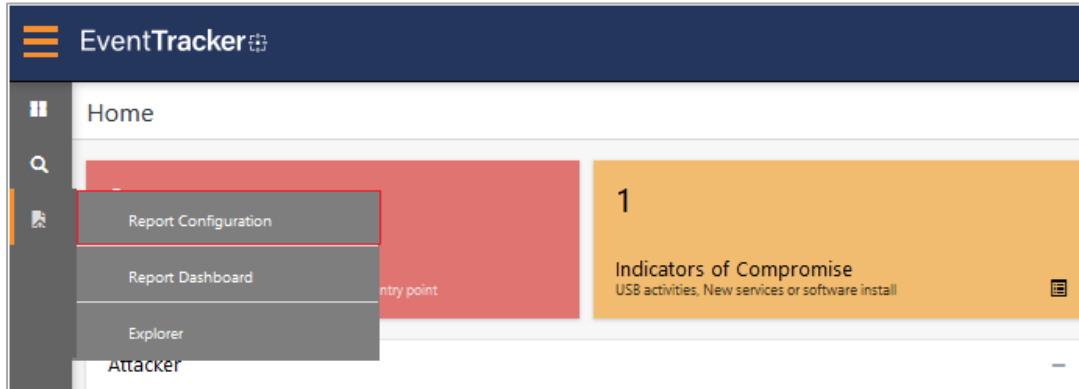 EventTracker
Home
Report Configuration
Report Dashboard
Explorer
ntry point
1
Indicators of Compromise
USB activities, New services or software install
Attacker